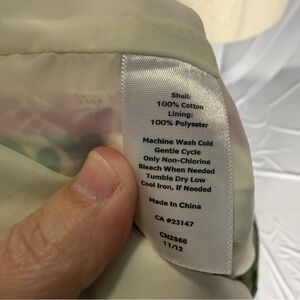 Shell:
100% Cotton
Lining:
100% Polyester
Machine Wash Cold
Gentle Cycle
Only Non-Chlorine
Bleach When Needed
Tumble Dry Low
Cool Iron, If Needed
Made In China
CA #23147
CN2866
11/12